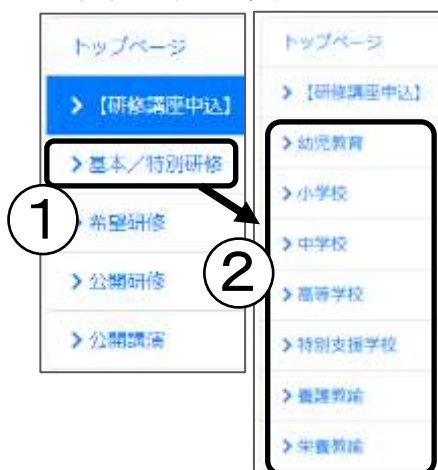 トップページ
> 【研修講座申込】
> 基本／特別研修
①
> 希望研修
> 公開研修
> 公開講演
トップページ
> 【研修講座申込】
> 幼児教育
> 小学校
> 中学校
②
> 高等学校
> 特別支援学校
> 養護教諭
> 栄養教諭